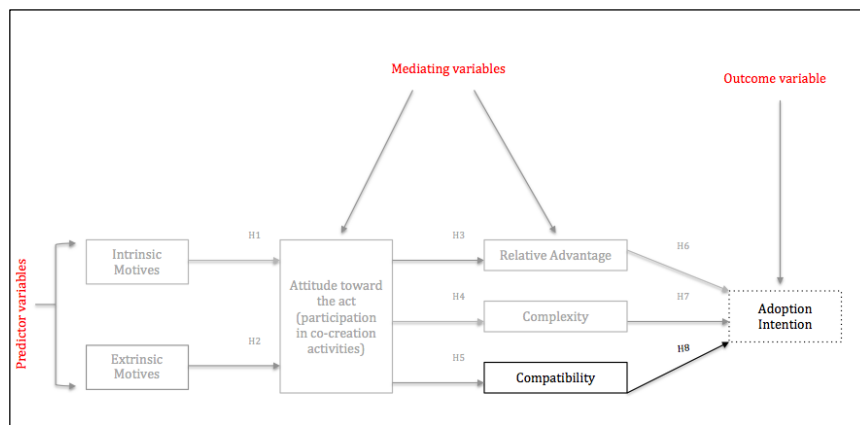 Mediating variables
Outcome variable
Predictor variables
H1
Intrinsic
Motives
H2
Extrinsic
Motives
Attitude toward
the act
(participation
in co-creation
activities)
H3
Relative Advantage
H4
Complexity
H5
Compatibility
H6
H7
H8
Adoption
Intention